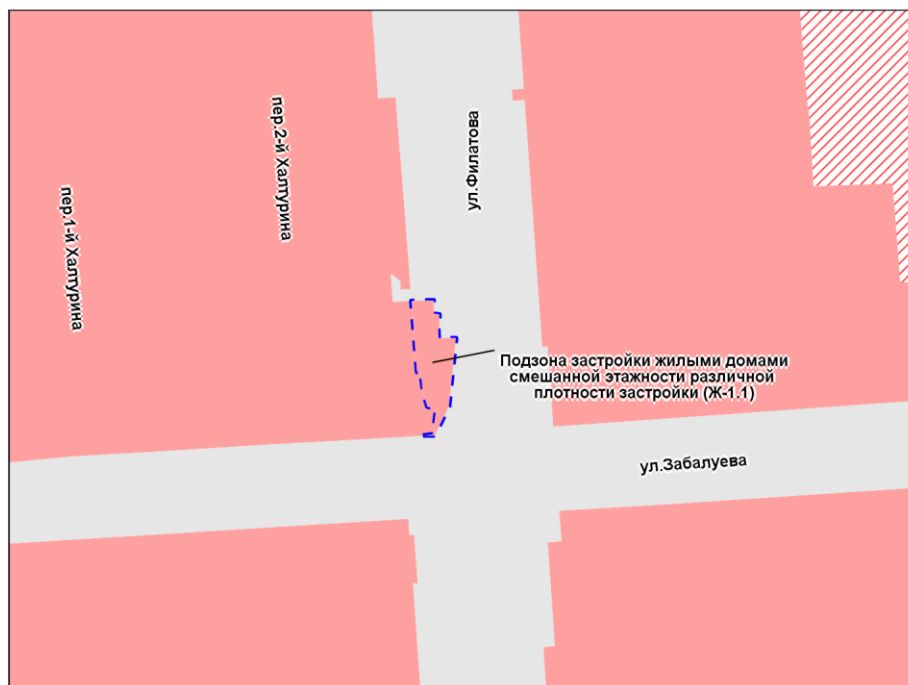 пер.1-й Халтурина
пер.2-й Халтурина
ул.Филатова
Подзона застройки жилыми домами
смешанной этажности различной
плотности застройки (Ж-1.1)
ул.Забалуева